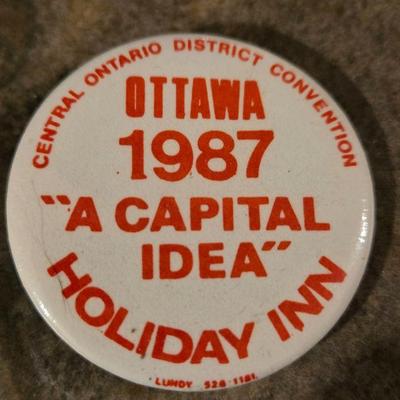 CENTRAL ONTARIO DISTRICT CONVENTION
OTTAWA
1987
"A CAPITAL
IDEA"
HOLIDAY INN
LUNDY 526-1181